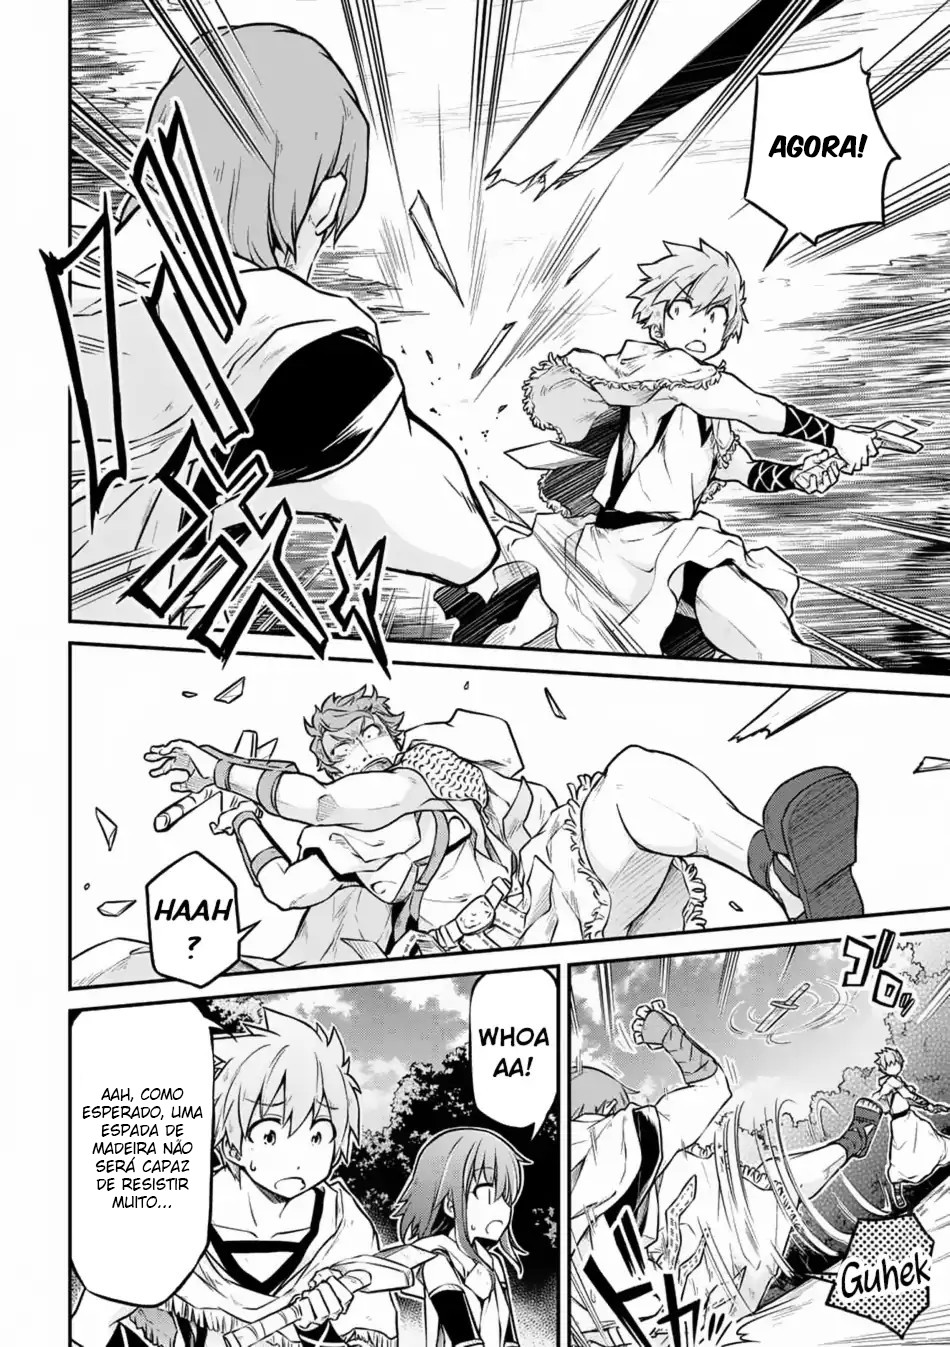 AGORA!
HAAH
?
WHOA
AA!
AAH, COMO
ESPERADO, UMA
ESPADA DE
MADEIRA NÃO
SERÁ CAPAZ
DE RESISTIR
MUITO...
Guhek